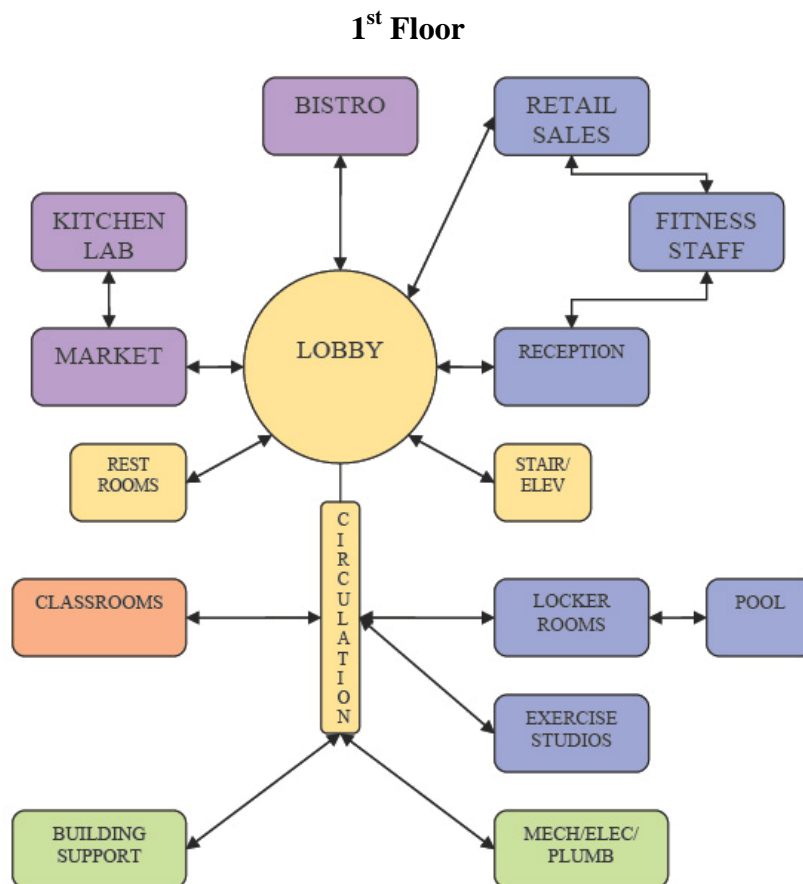 1st Floor
BISTRO
RETAIL
SALES
KITCHEN
LAB
FITNESS
STAFF
MARKET
LOBBY
RECEPTION
REST
ROOMS
STAIR/
ELEV
CIRCULATION
CLASSROOMS
LOCKER
ROOMS
POOL
EXERCISE
STUDIOS
BUILDING
SUPPORT
MECH/ELEC/
PLUMB